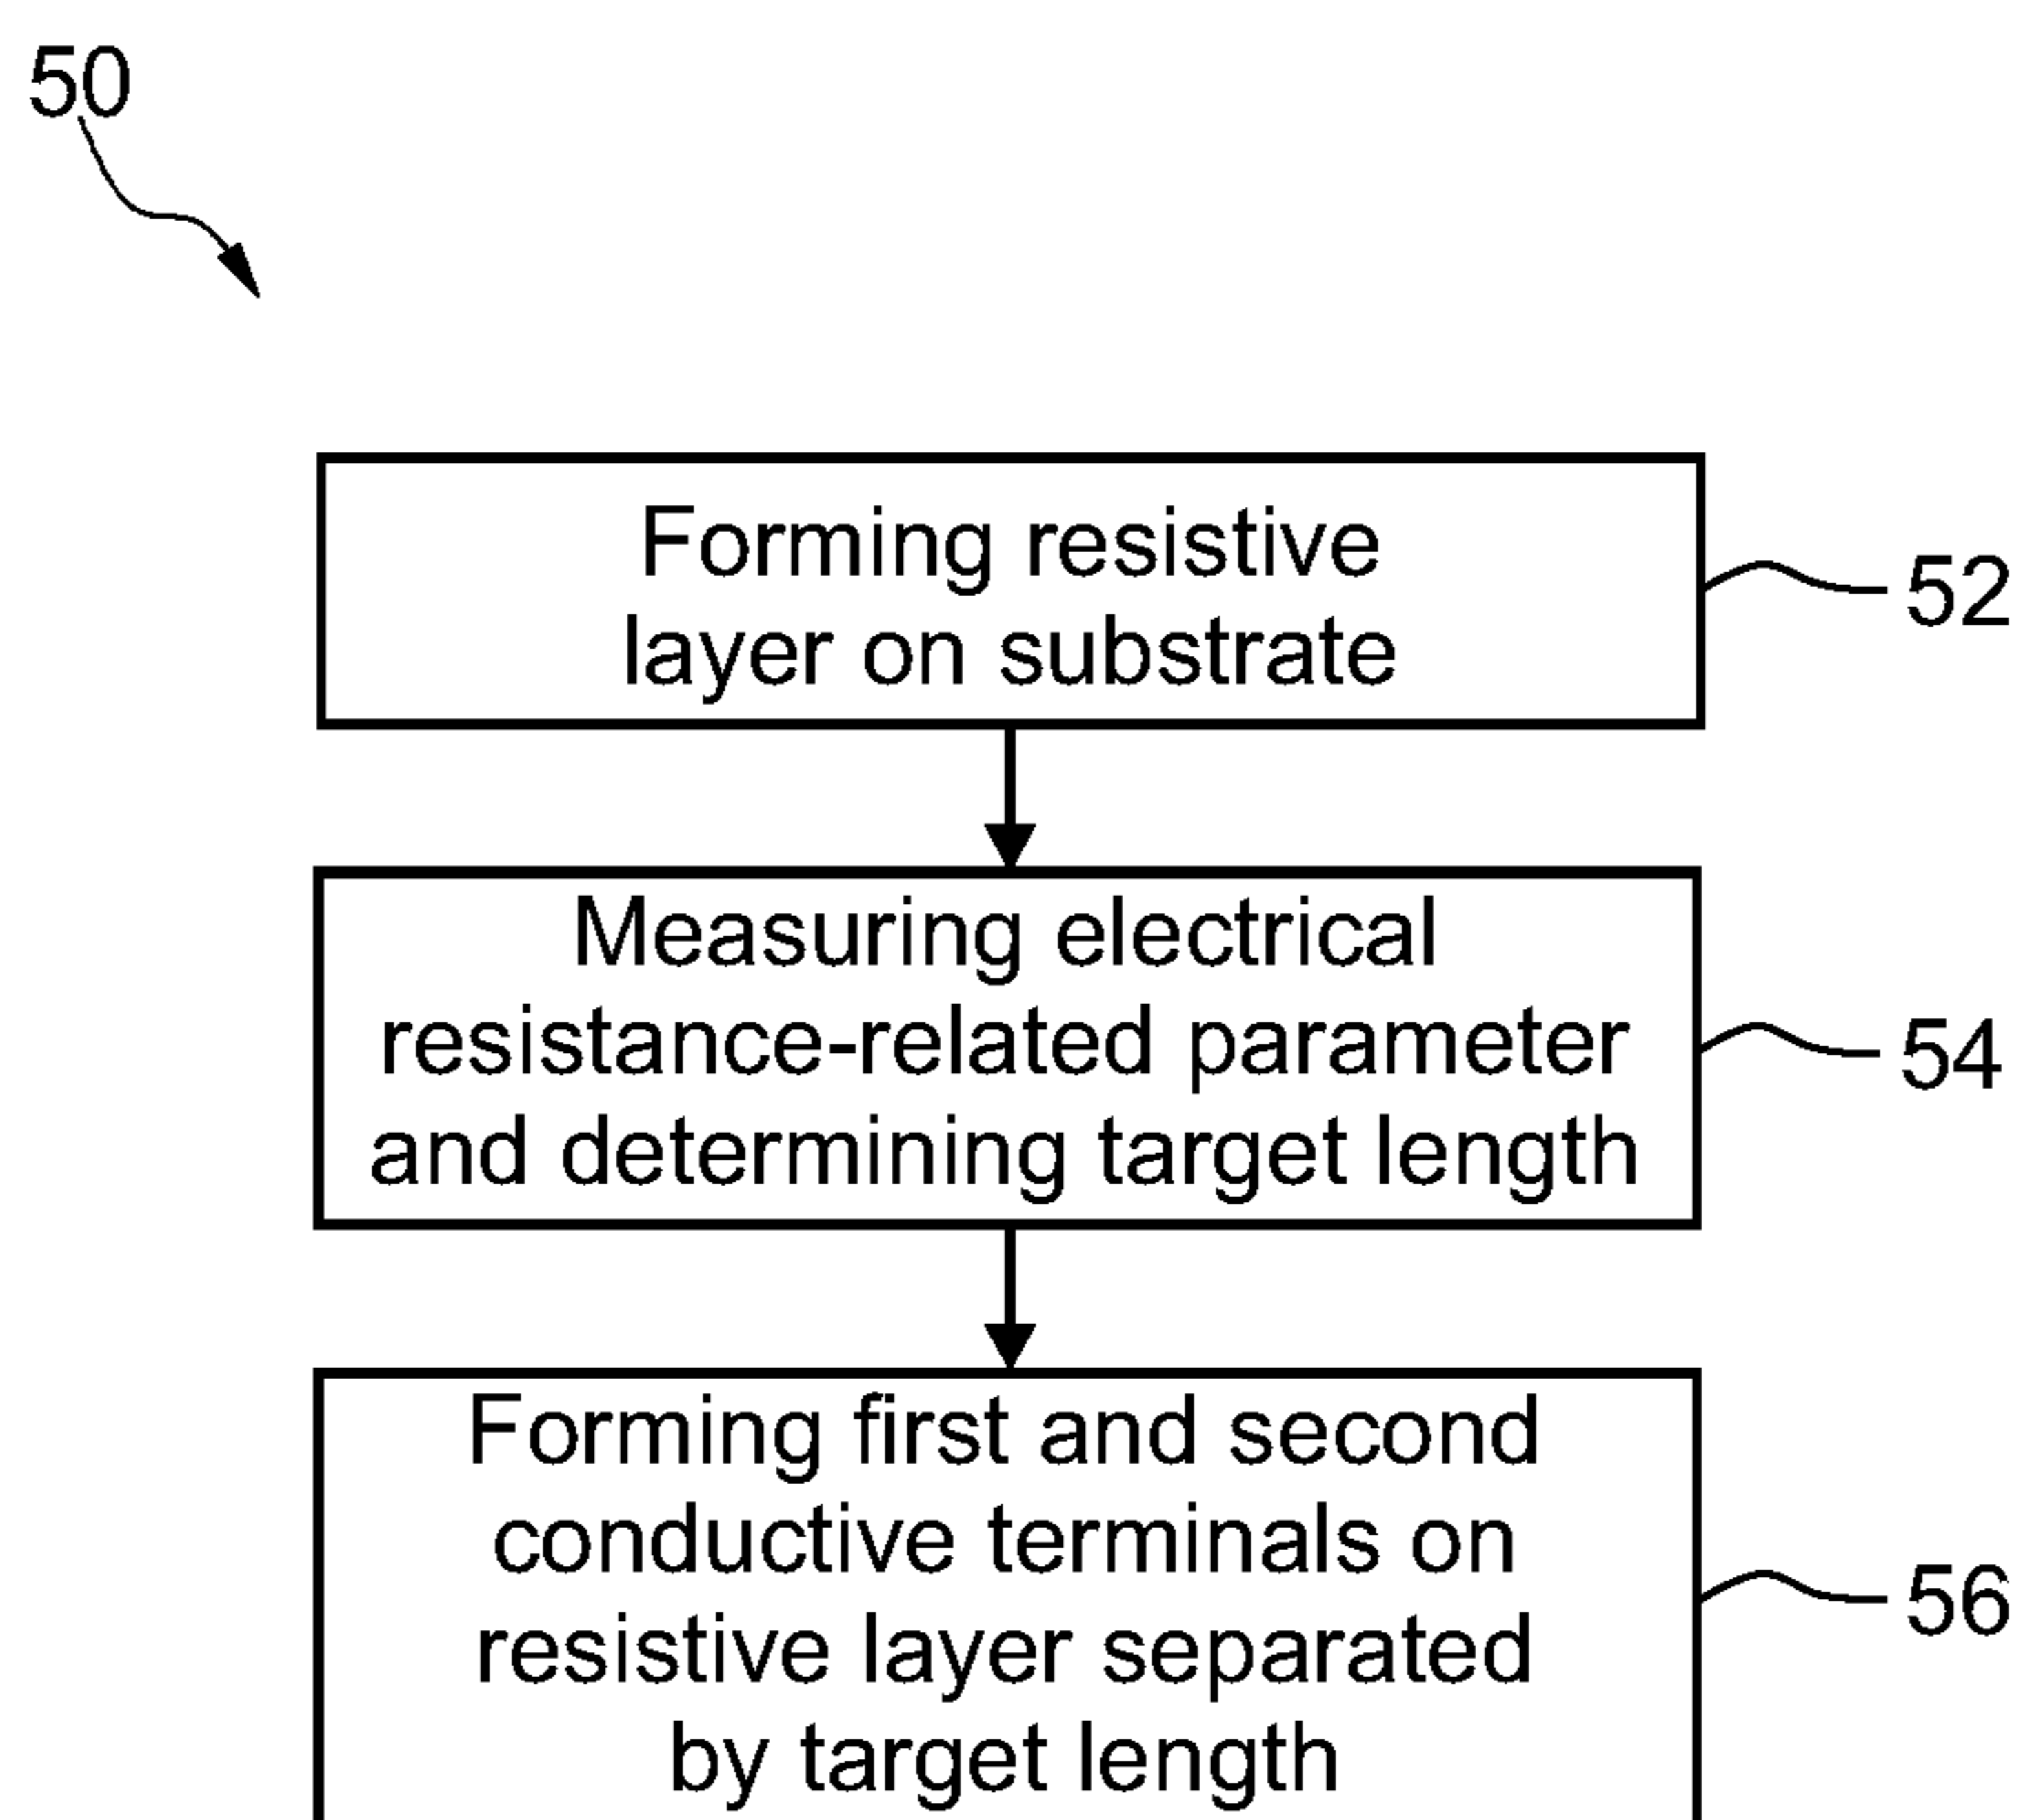 50
Forming resistive
layer on substrate
52
Measuring electrical
resistance-related parameter
and determining target length
54
Forming first and second
conductive terminals on
resistive layer separated
by target length
56